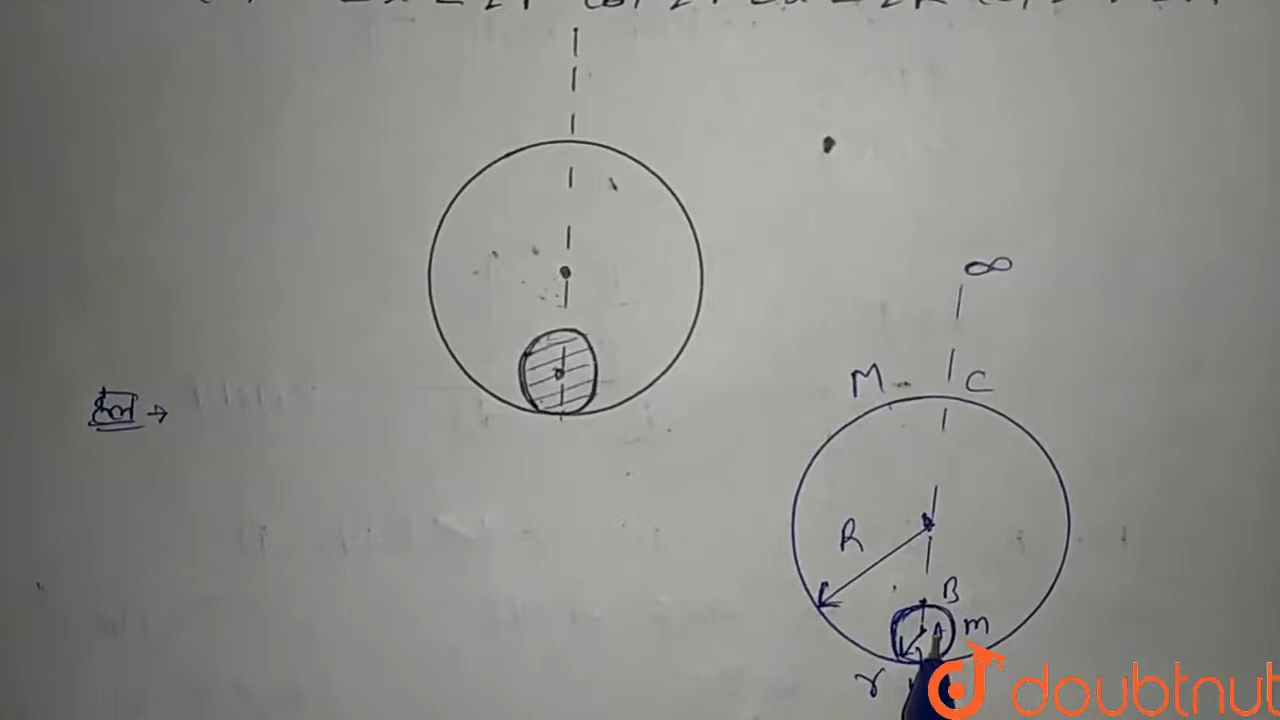 ∞
M C
R
B
A m
r
हल →
doubtnut